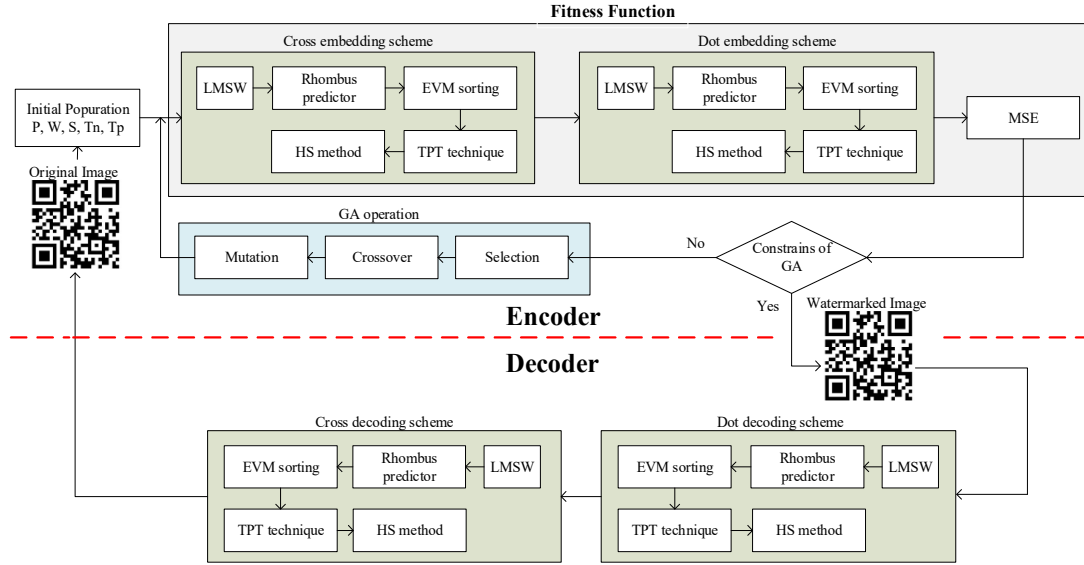 Fitness Function
Cross embedding scheme
Dot embedding scheme
LMSW
Rhombus
predictor
EVM sorting
HS method
TPT technique
LMSW
Rhombus
predictor
EVM sorting
HS method
TPT technique
Initial Popuration
P, W, S, Tn, Tp
MSE
Original Image
GA operation
Mutation
Crossover
Selection
No
Constrains of
GA
Yes
Watermarked Image
Encoder
Decoder
Cross decoding scheme
Dot decoding scheme
EVM sorting
Rhombus
predictor
LMSW
TPT technique
HS method
EVM sorting
Rhombus
predictor
LMSW
TPT technique
HS method